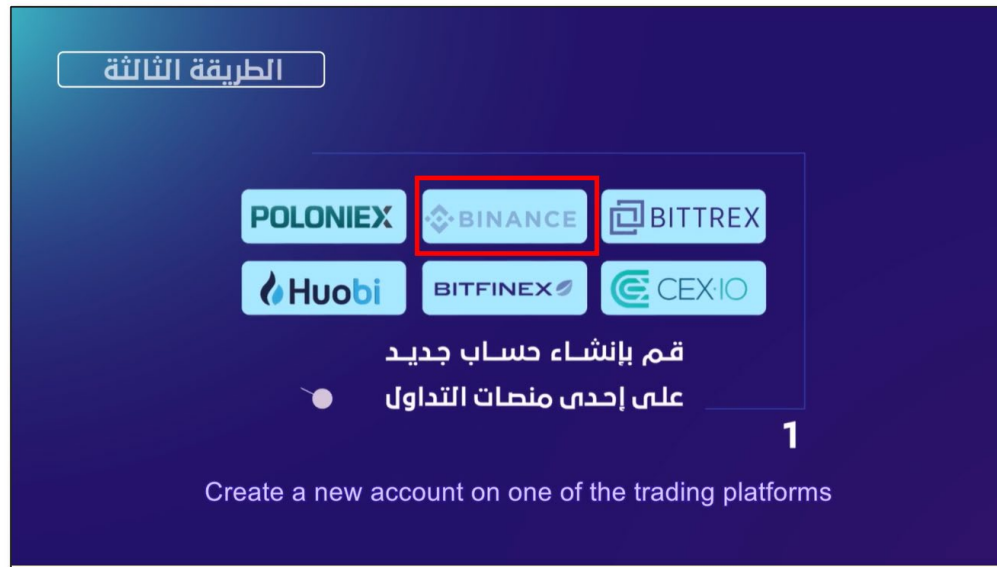 الطريقة الثالثة
POLONIEX
BINANCE
BITTREX
Huobi
BITFINEX
CEX·IO
قم بإنشاء حساب جديد
على إحدى منصات التداول
1
Create a new account on one of the trading platforms